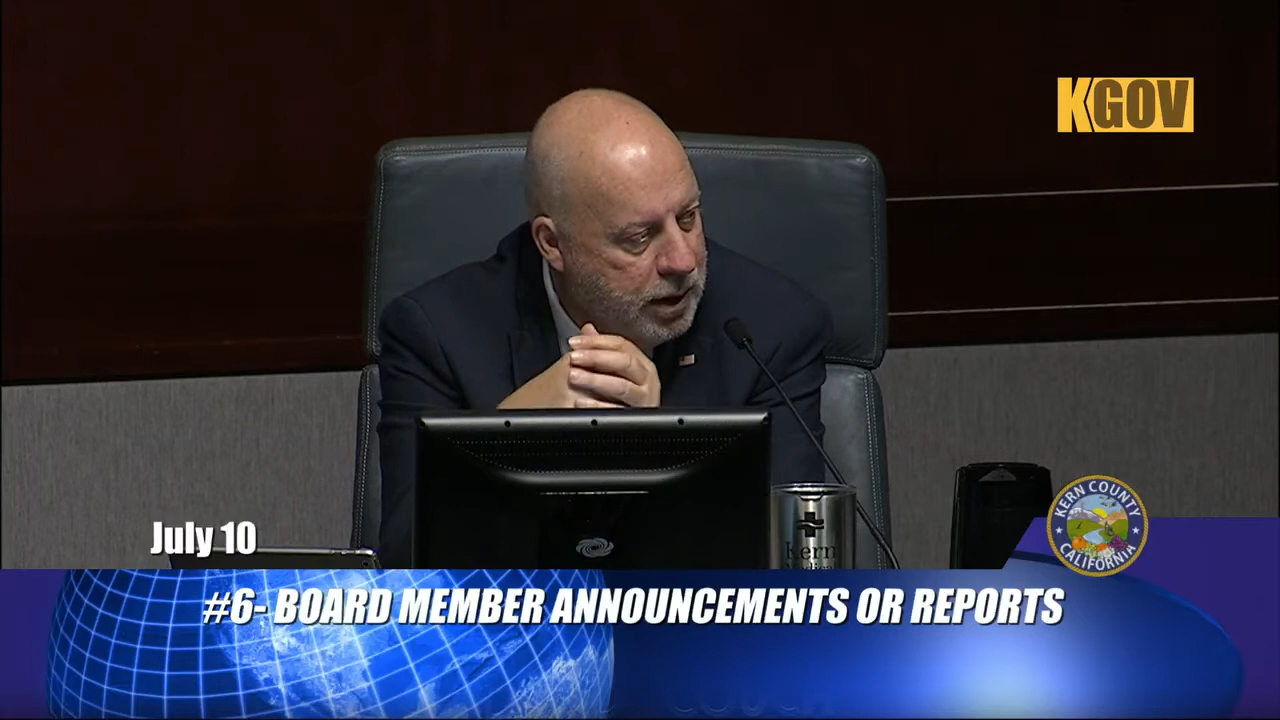 KGOV
July 10
KERN COUNTY
CALIFORNIA
Kern
#6- BOARD MEMBER ANNOUNCEMENTS OR REPORTS